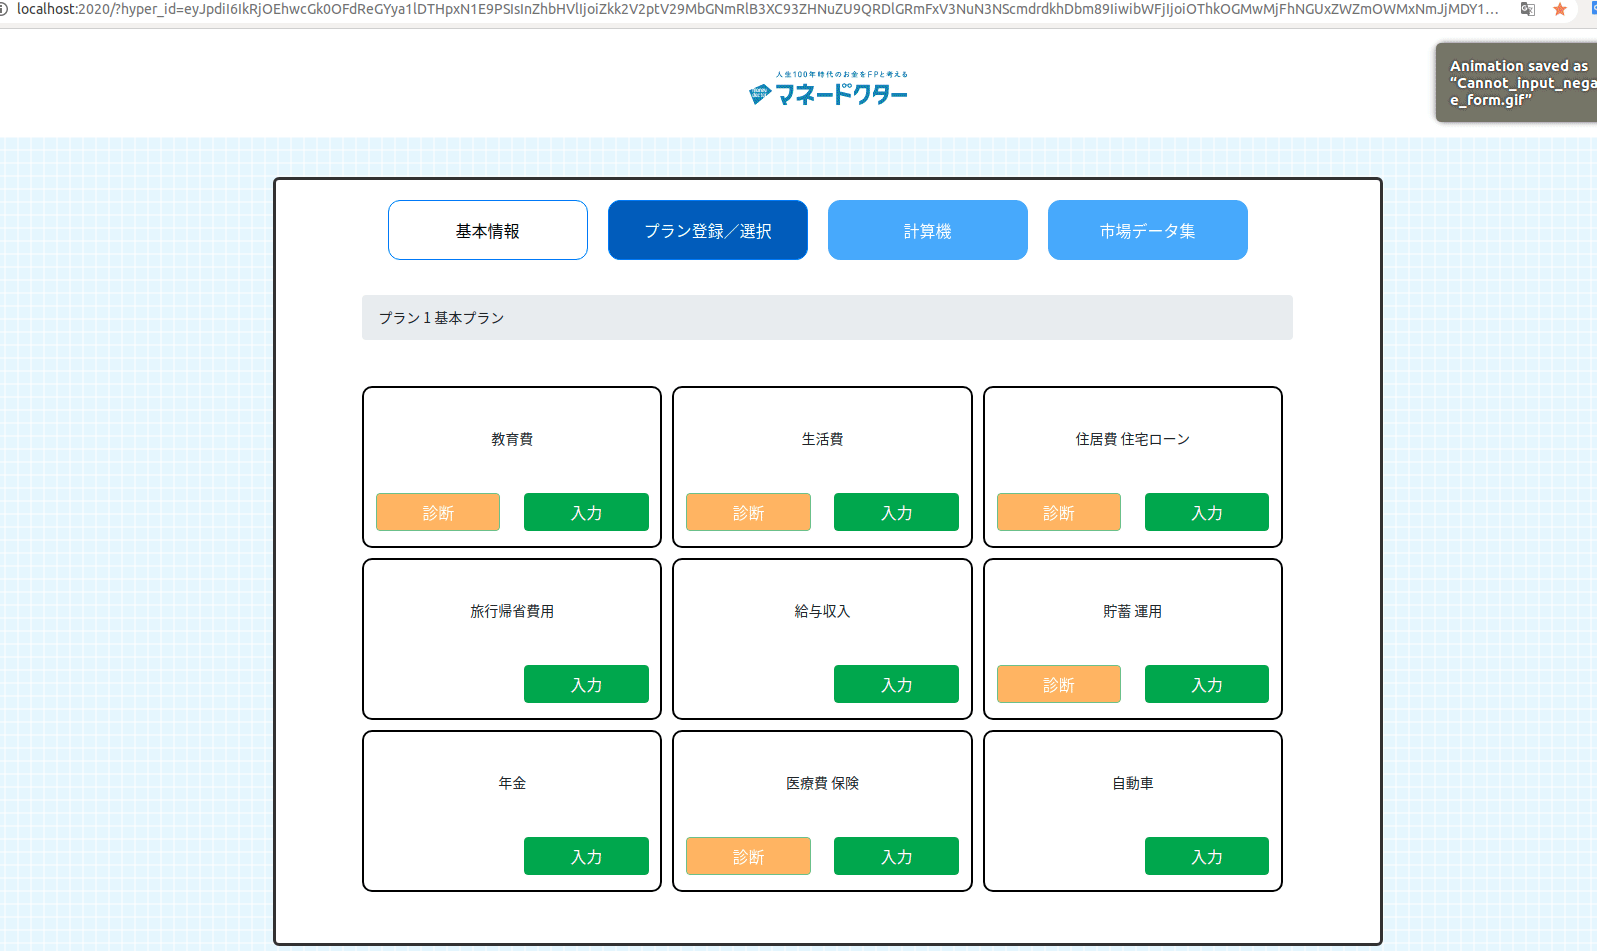 localhost:2020/?hyper_id=
Animation saved as
“Cannot_input_nega
e_form.gif”
人生100年時代のお金をFPと考える
money doctor
マネードクター
基本情報 プラン登録／選択 計算機 市場データ集
プラン 1 基本プラン
教育費 生活費 住居費 住宅ローン
診断 入力 診断 入力 診断 入力
旅行帰省費用 給与収入 貯蓄 運用
入力 入力 診断 入力
年金 医療費 保険 自動車
入力 診断 入力 入力